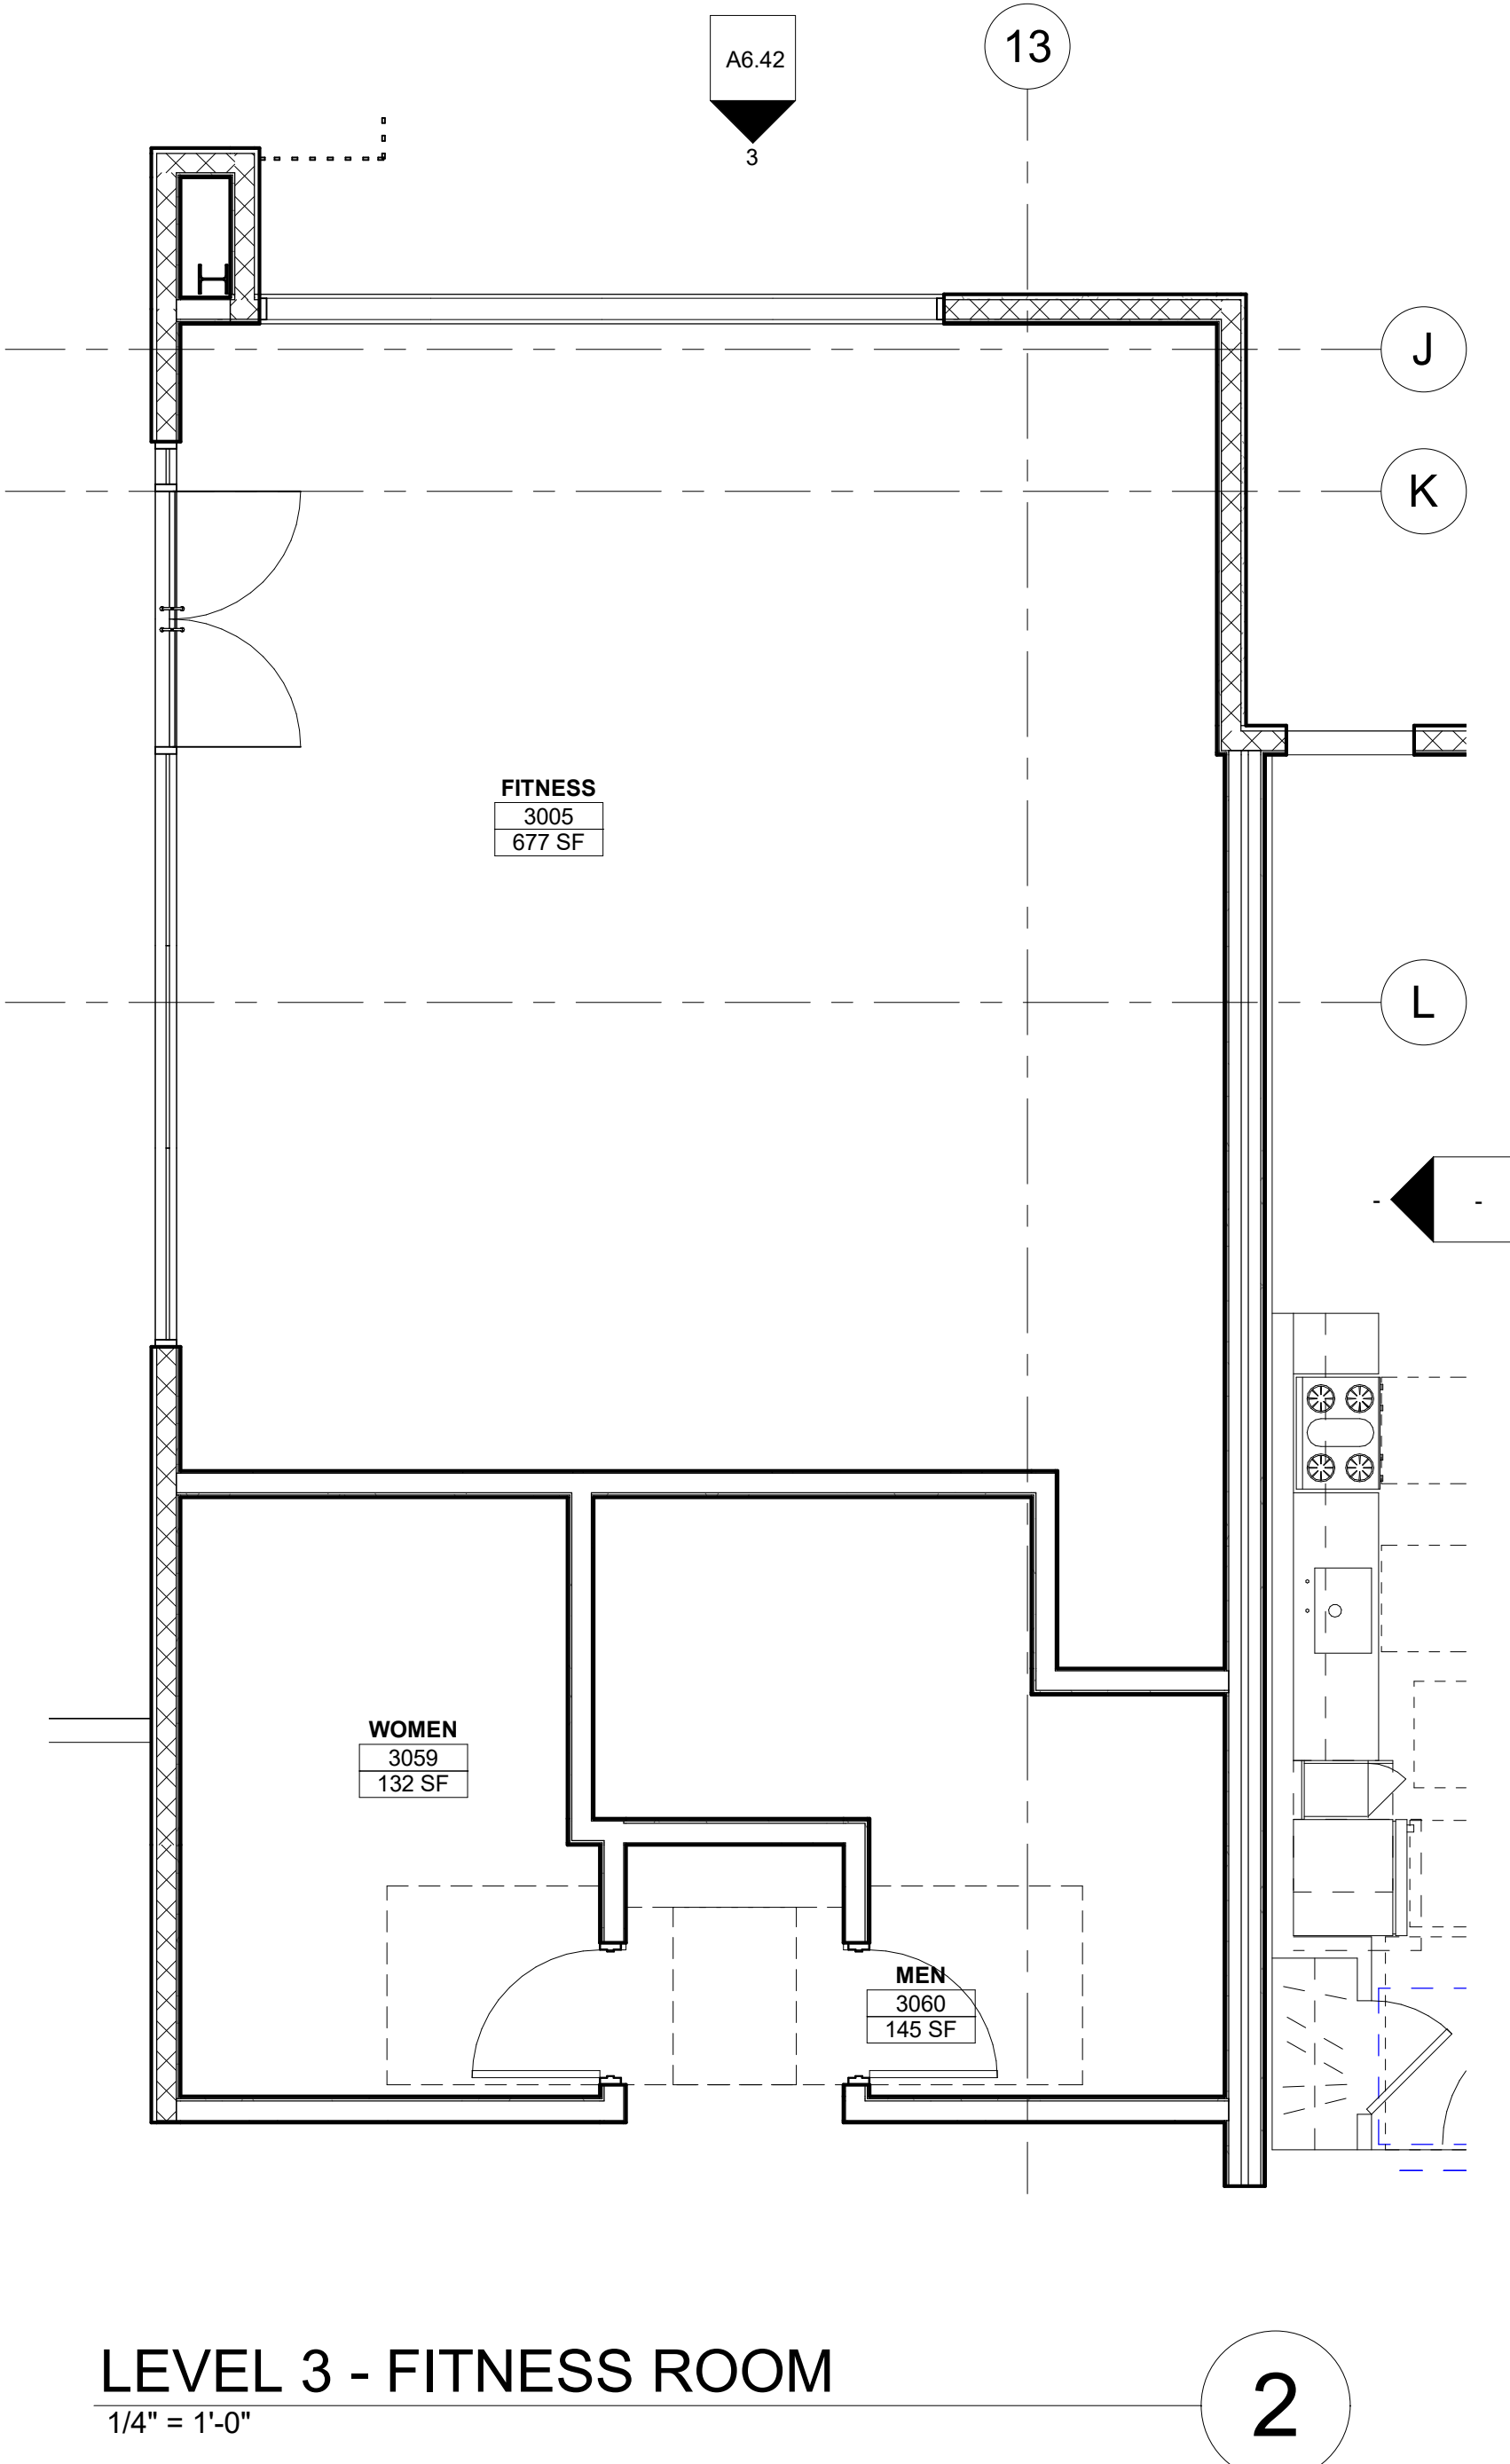 A6.42
3
13
J
K
FITNESS
3005
677 SF
L
-
-
WOMEN
3059
132 SF
MEN
3060
145 SF
LEVEL 3 - FITNESS ROOM
1/4" = 1'-0"
2